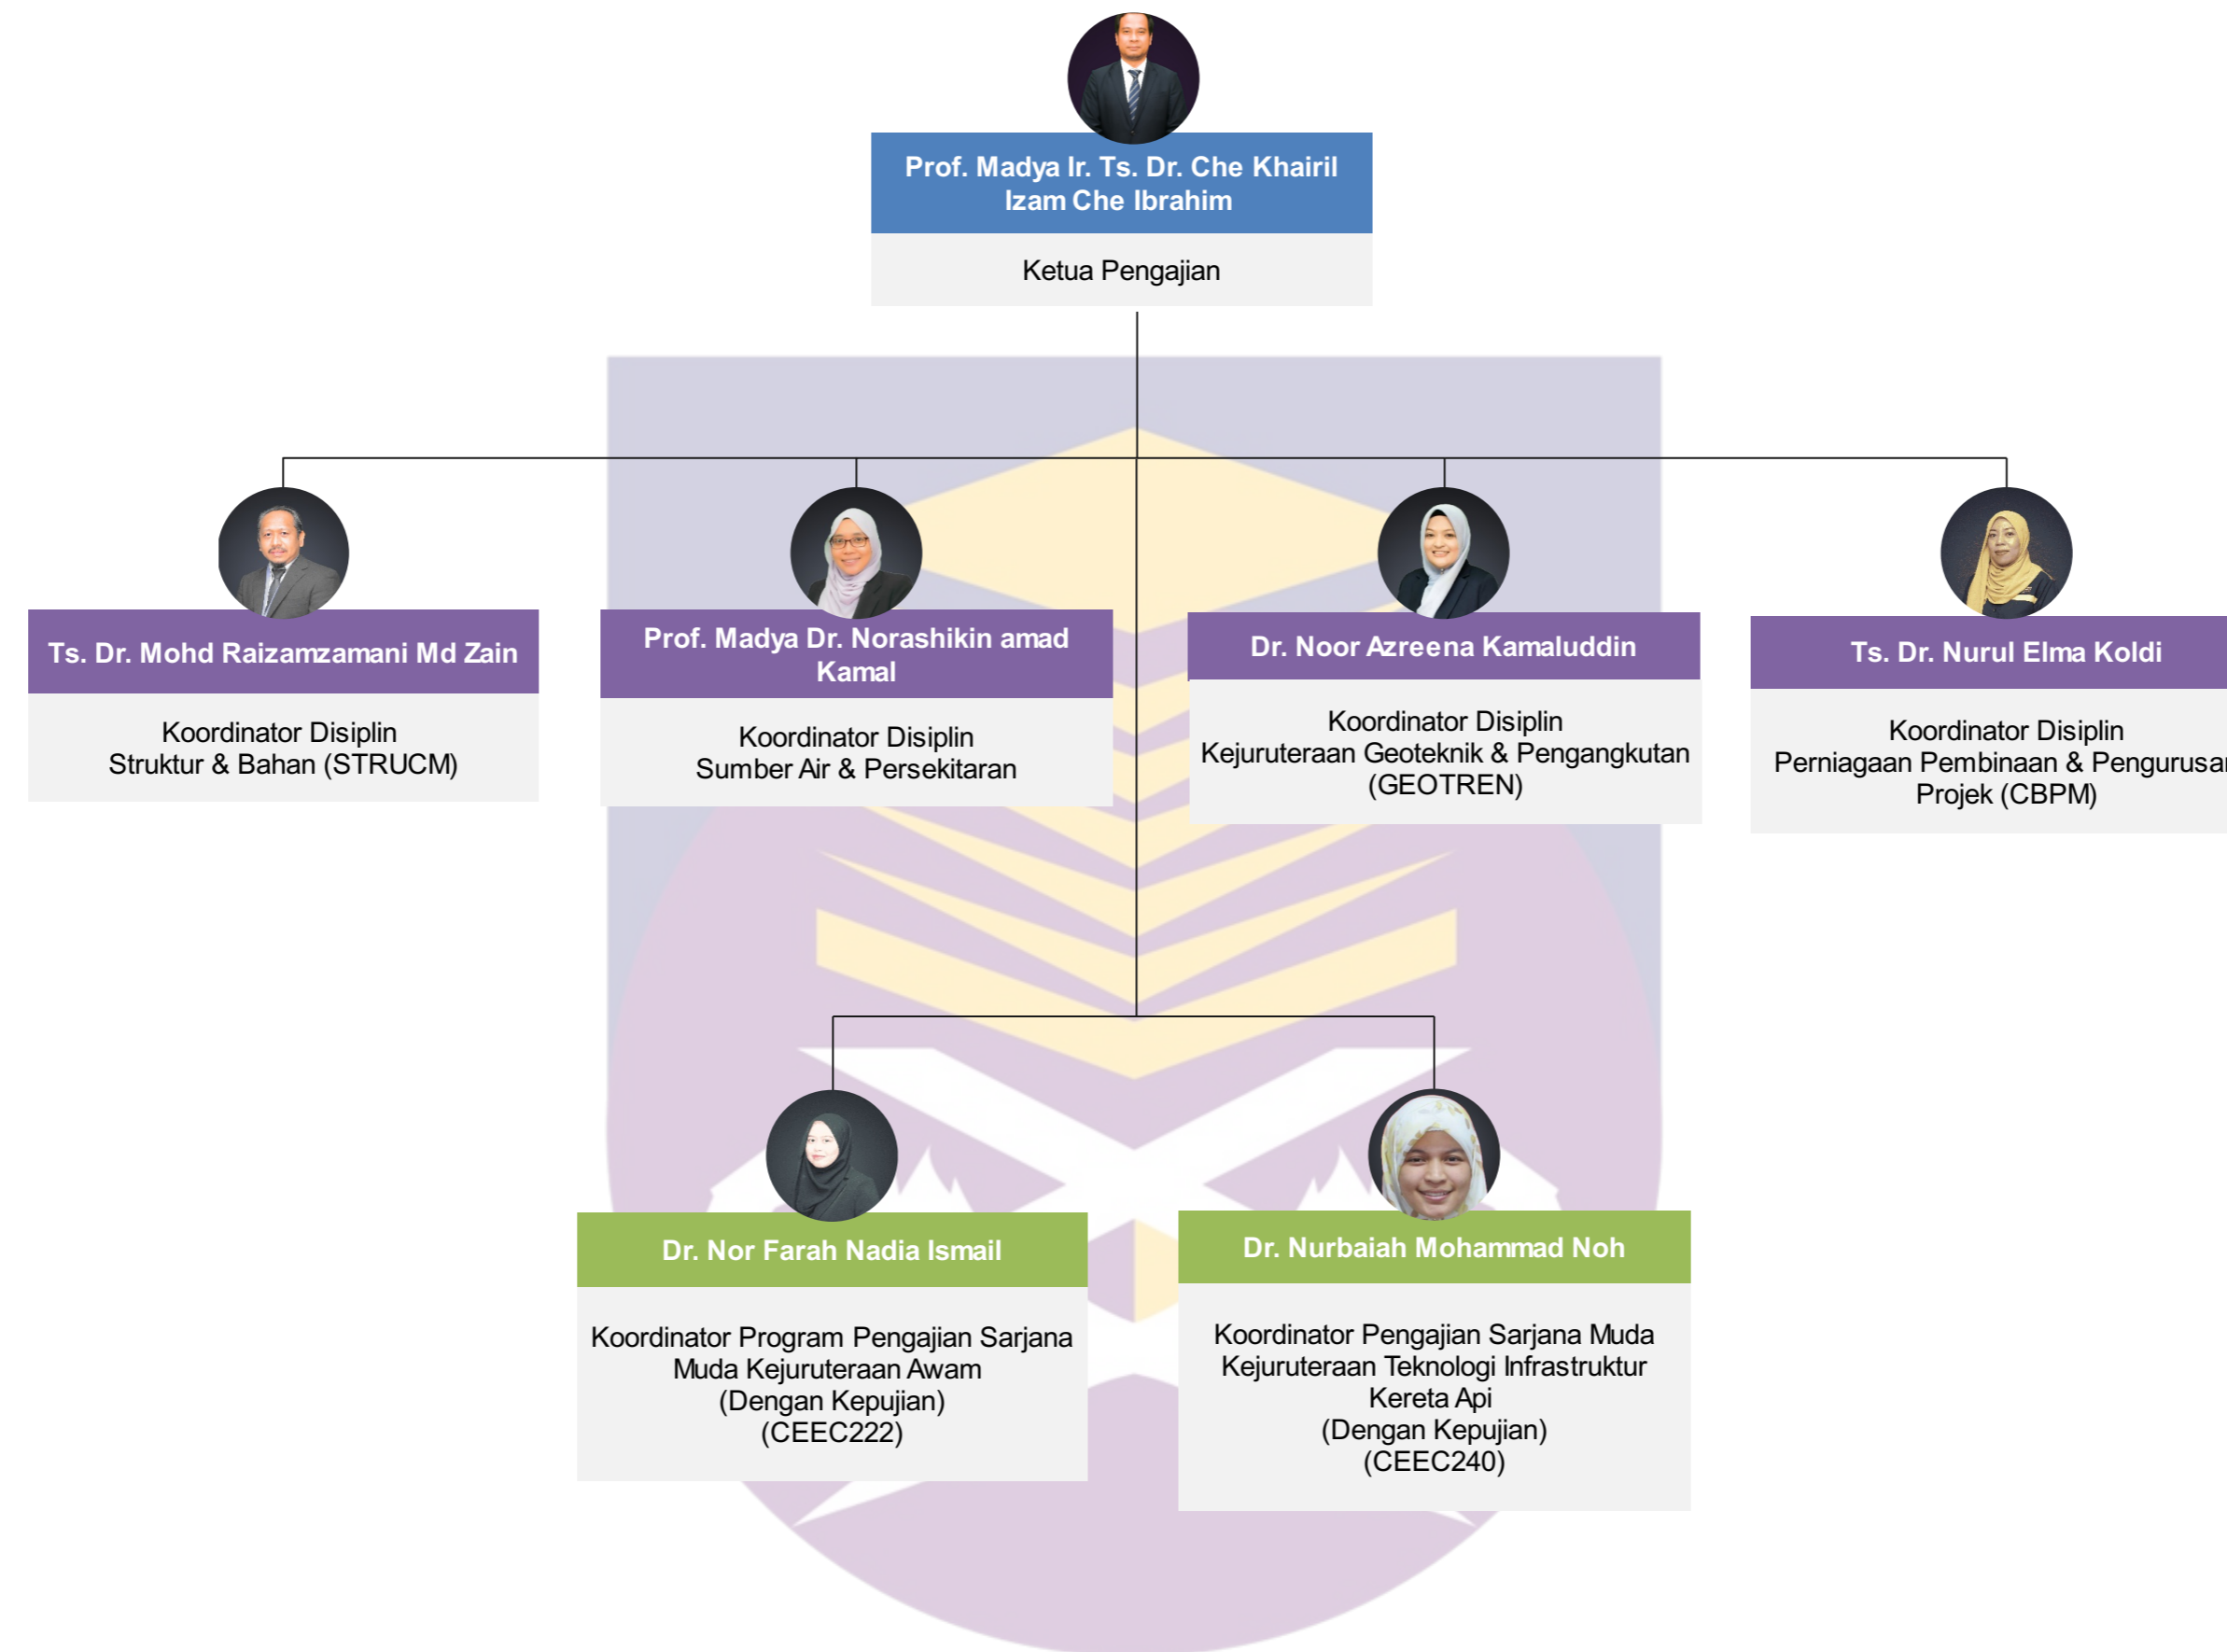 Prof. Madya Ir. Ts. Dr. Che Khairil
Izam Che Ibrahim
Ketua Pengajian
Ts. Dr. Mohd Raizamzamani Md Zain
Koordinator Disiplin
Struktur & Bahan (STRUCM)
Prof. Madya Dr. Norashikin amad
Kamal
Koordinator Disiplin
Sumber Air & Persekitaran
Dr. Noor Azreena Kamaluddin
Koordinator Disiplin
Kejuruteraan Geoteknik & Pengangkutan
(GEOTREN)
Ts. Dr. Nurul Elma Koldi
Koordinator Disiplin
Perniagaan Pembinaan & Pengurusan
Projek (CBPM)
Dr. Nor Farah Nadia Ismail
Koordinator Program Pengajian Sarjana
Muda Kejuruteraan Awam
(Dengan Kepujian)
(CEEC222)
Dr. Nurbaiah Mohammad Noh
Koordinator Pengajian Sarjana Muda
Kejuruteraan Teknologi Infrastruktur
Kereta Api
(Dengan Kepujian)
(CEEC240)